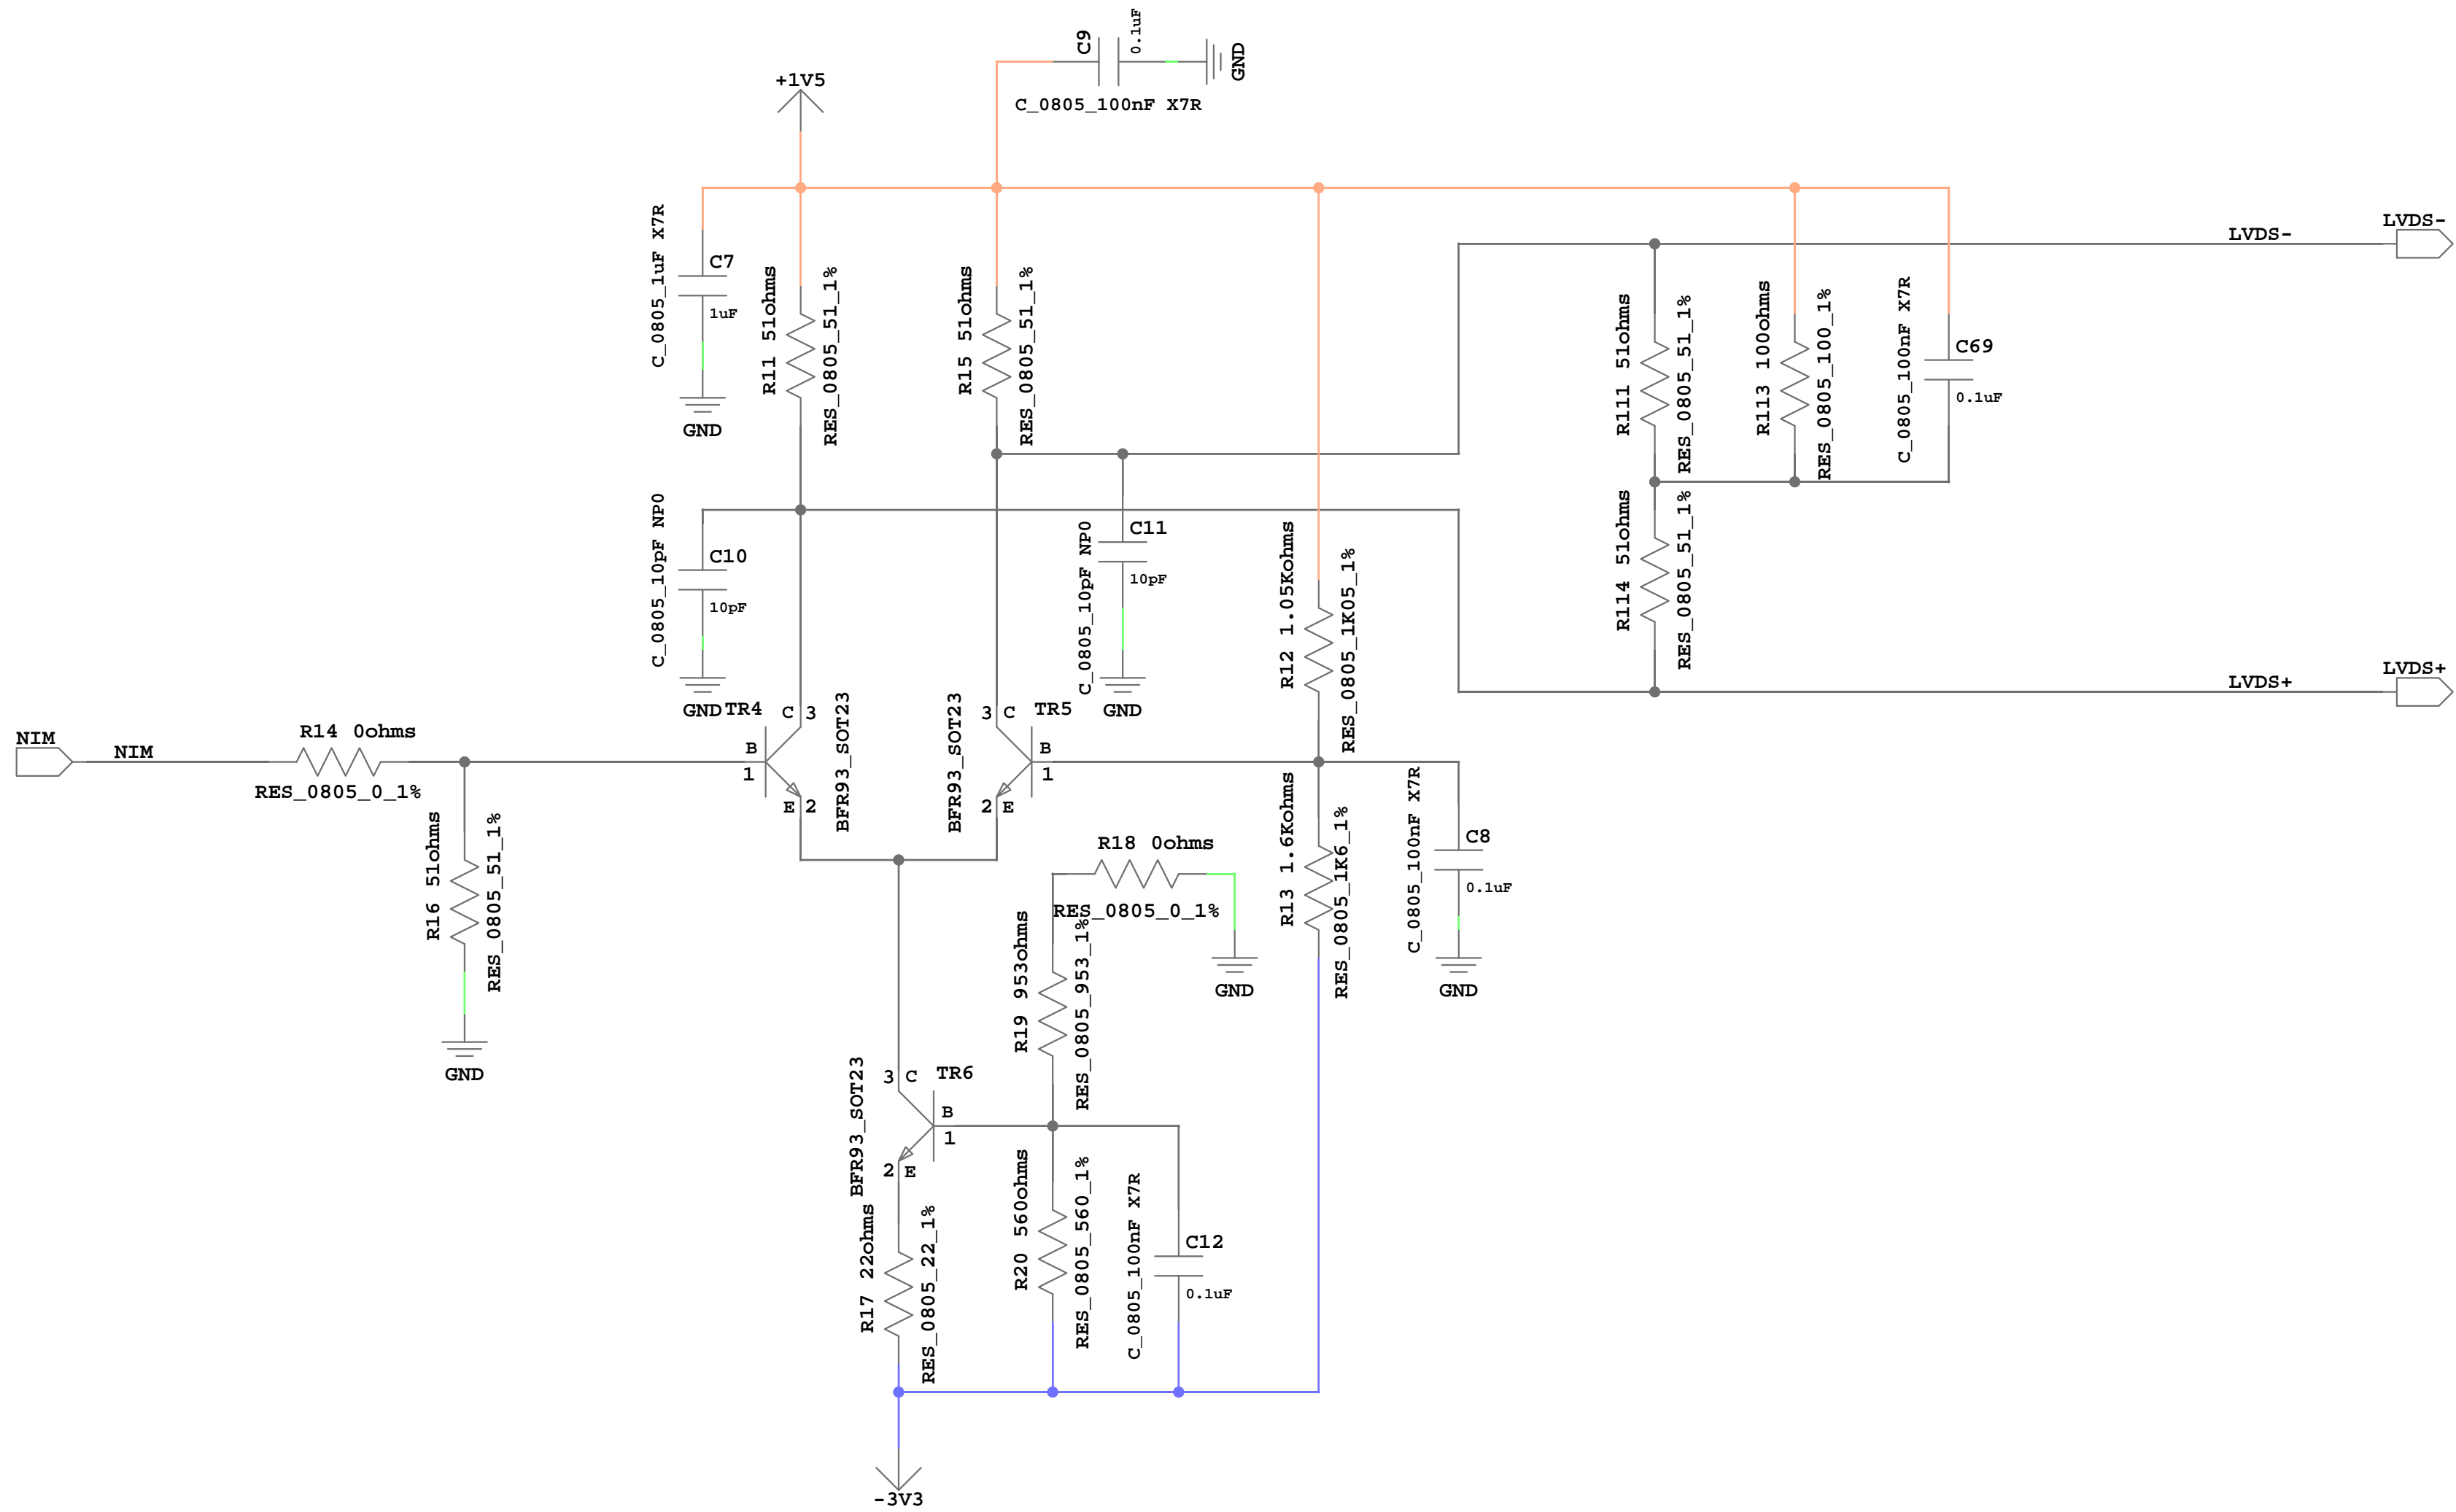 C9
0.1uF
GND
C_0805_100nF X7R
+1V5
C_0805_1uF X7R
C7
1uF
GND
R11 51ohms
RES_0805_51_1%
R15 51ohms
RES_0805_51_1%
LVDS-
LVDS-
R111 51ohms
RES_0805_51_1%
R113 100ohms
RES_0805_100_1%
C_0805_100nF X7R
C69
0.1uF
C_0805_10pF NP0
C10
10pF
GND
C_0805_10pF NP0
C11
10pF
GND
R12 1.05Kohms
RES_0805_1K05_1%
R114 51ohms
RES_0805_51_1%
LVDS+
LVDS+
NIM
NIM
R14 0ohms
RES_0805_0_1%
R16 51ohms
RES_0805_51_1%
GND
TR4
C 3
B
1
E 2
BFR93_SOT23
BFR93_SOT23
3 C
TR5
B
1
2 E
R18 0ohms
RES_0805_0_1%
GND
R13 1.6Kohms
RES_0805_1K6_1%
C_0805_100nF X7R
C8
0.1uF
GND
R19 953ohms
RES_0805_953_1%
BFR93_SOT23
3 C
TR6
B
1
2 E
R17 22ohms
RES_0805_22_1%
R20 560ohms
RES_0805_560_1%
C_0805_100nF X7R
C12
0.1uF
-3V3